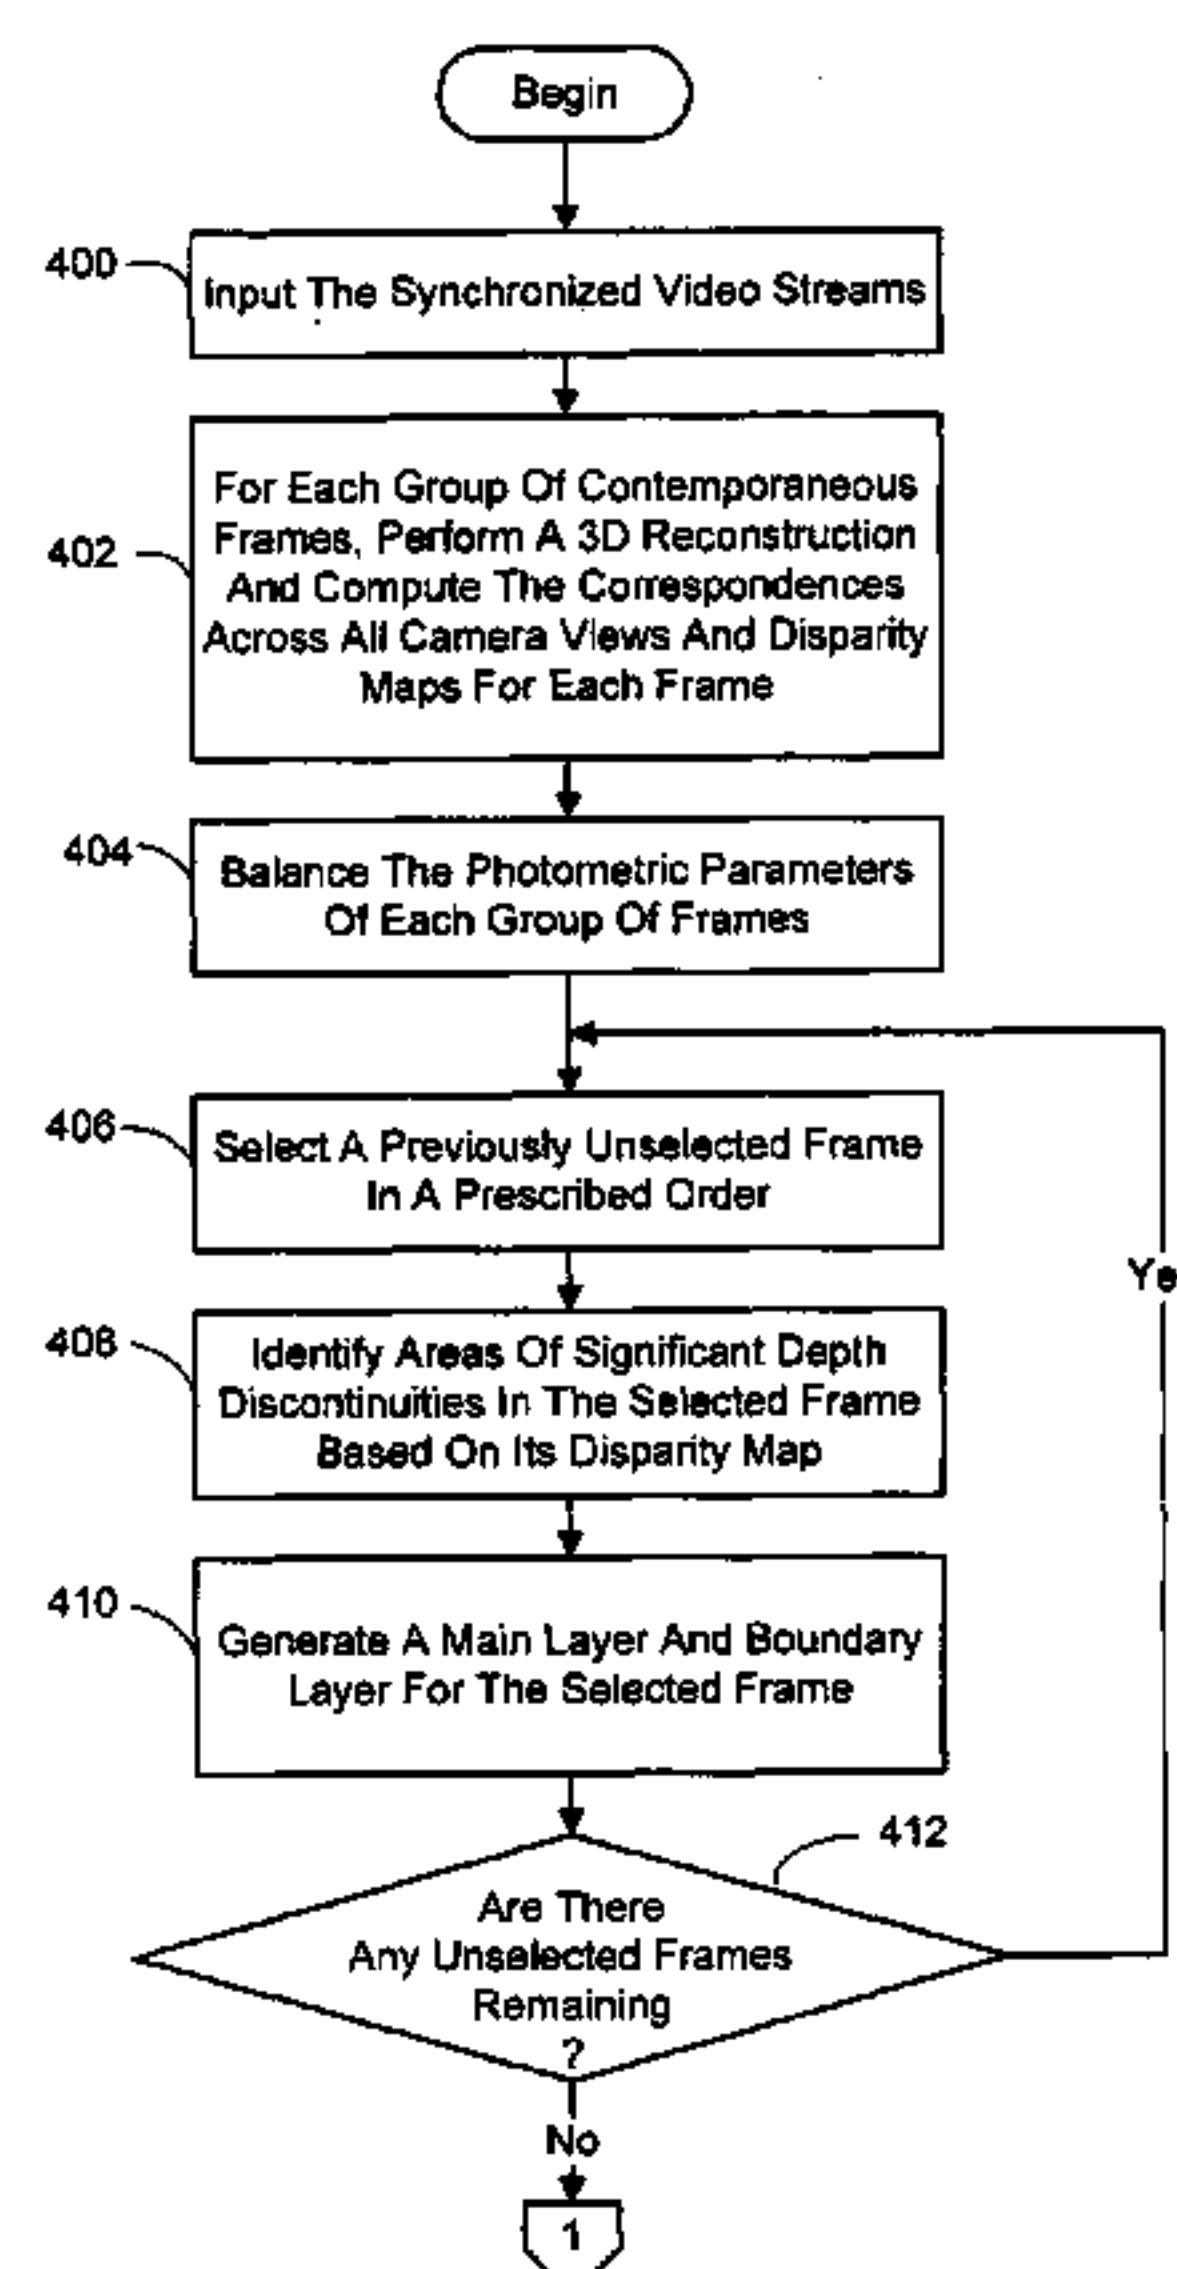 Begin
400
Input The Synchronized Video Streams
402
For Each Group Of Contemporaneous
Frames, Perform A 3D Reconstruction
And Compute The Correspondences
Across All Camera Views And Disparity
Maps For Each Frame
404
Balance The Photometric Parameters
Of Each Group Of Frames
406
Select A Previously Unselected Frame
In A Prescribed Order
Ye
408
Identify Areas Of Significant Depth
Discontinuities In The Selected Frame
Based On Its Disparity Map
410
Generate A Main Layer And Boundary
Layer For The Selected Frame
412
Are There
Any Unselected Frames
Remaining
?
No
1